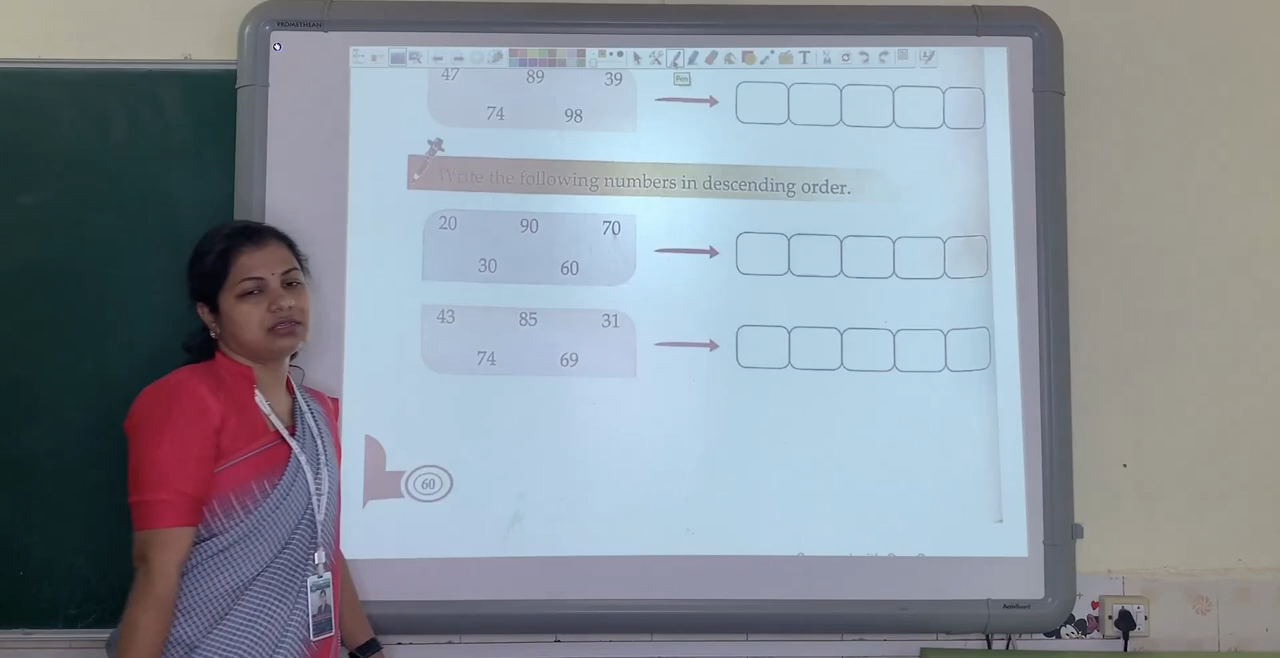 PROMETHEAN
T
Pen
47 89 39
74 98
Write the following numbers in descending order.
20 90 70
30 60
43 85 31
74 69
60
ActivBoard